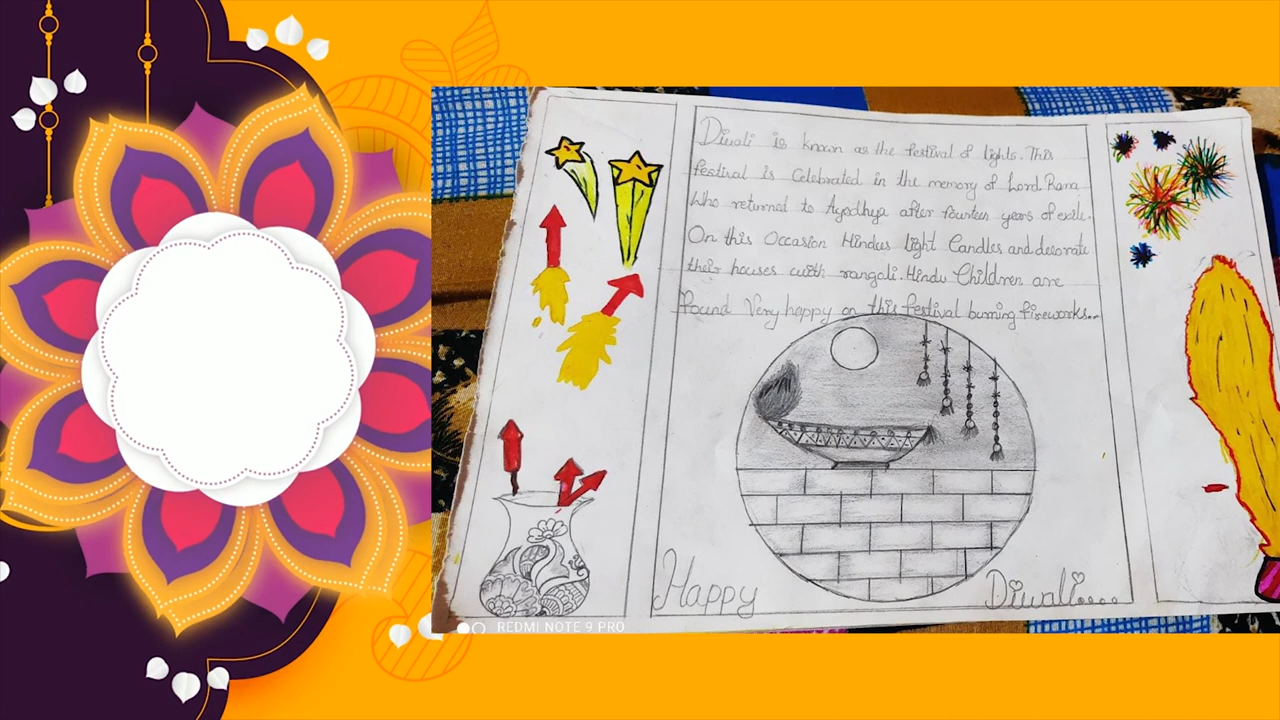 Diwali is known as the festival of lights. This
festival is Celebrated in the memory of Lord Rama
Who returned to Ayodhya after fourteen years of exile.
On this Occasion Hindus light Candles and decorate
their houses with rangoli. Hindu Children are
Found Very happy on this festival burning fireworks..
Happy Diwali....
REDMI NOTE 9 PRO